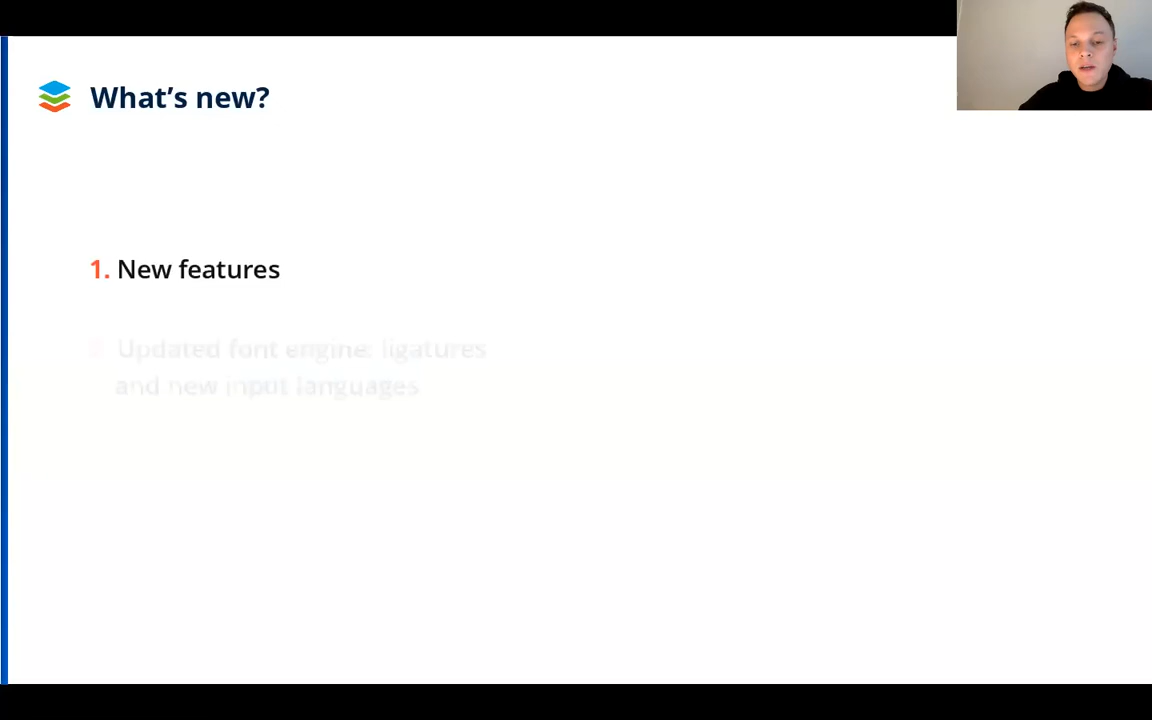 What’s new?
1. New features
Updated font engine: ligatures
and new input languages